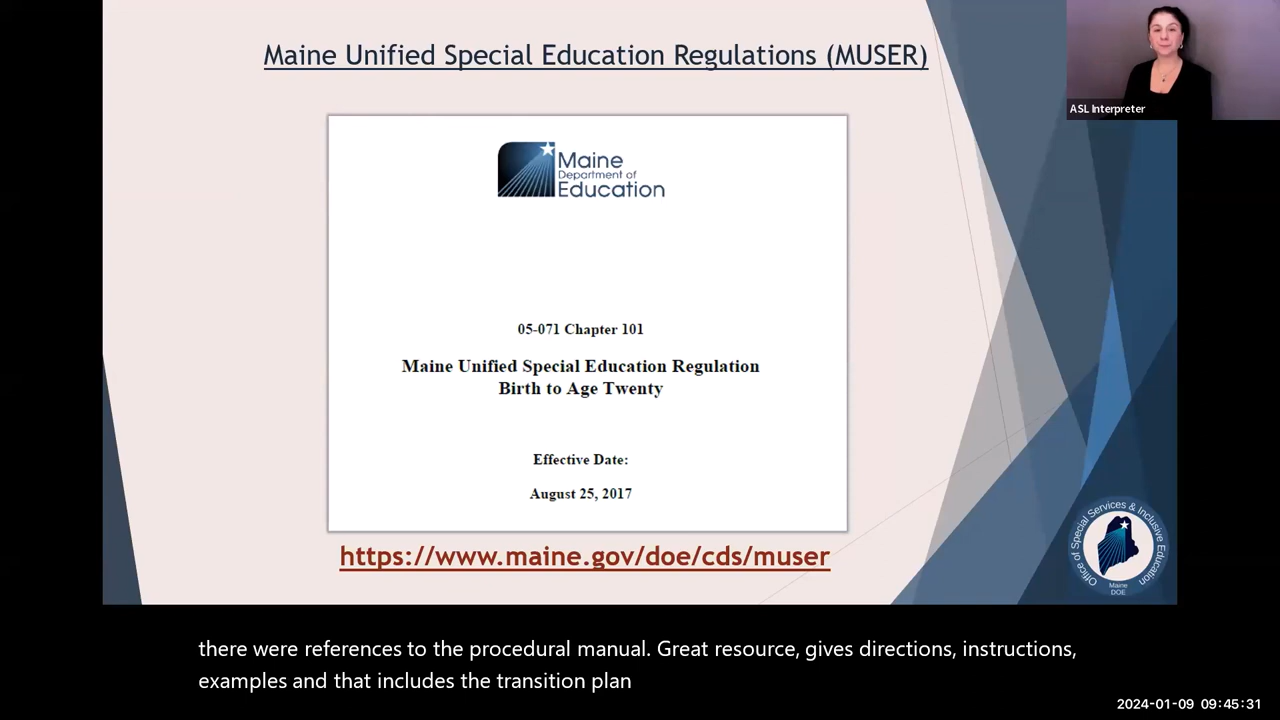 Maine Unified Special Education Regulations (MUSER)
ASL Interpreter
Maine
Department of
Education
05-071 Chapter 101
Maine Unified Special Education Regulation
Birth to Age Twenty
Effective Date:
August 25, 2017
https://www.maine.gov/doe/cds/muser
Office of Special Services & Inclusive Education
Maine
DOE
there were references to the procedural manual. Great resource, gives directions, instructions,
examples and that includes the transition plan
2024-01-09 09:45:31